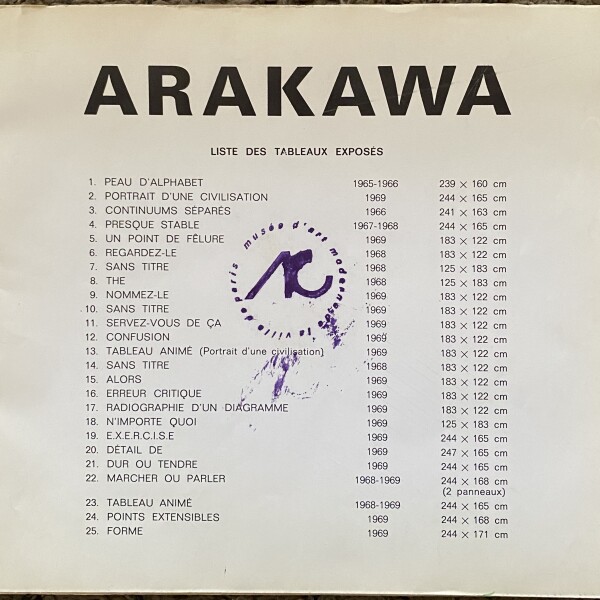 ARAKAWA
LISTE DES TABLEAUX EXPOSÉS
1. PEAU D'ALPHABET 1965-1966 239 × 160 cm
2. PORTRAIT D'UNE CIVILISATION 1969 244 × 165 cm
3. CONTINUUMS SÉPARÉS 1966 241 × 163 cm
4. PRESQUE STABLE 1967-1968 244 × 165 cm
5. UN POINT DE FÊLURE 1969 183 × 122 cm
6. REGARDEZ-LE 1968 183 × 122 cm
7. SANS TITRE 1968 125 × 183 cm
8. THE 1968 125 × 183 cm
9. NOMMEZ-LE 1969 183 × 122 cm
10. SANS TITRE 1969 183 × 122 cm
11. SERVEZ-VOUS DE ÇA 1969 183 × 122 cm
12. CONFUSION 1969 183 × 122 cm
13. TABLEAU ANIMÉ (Portrait d'une civilisation) 1969 183 × 122 cm
14. SANS TITRE 1968 183 × 122 cm
15. ALORS 1969 183 × 122 cm
16. ERREUR CRITIQUE 1969 183 × 122 cm
17. RADIOGRAPHIE D'UN DIAGRAMME 1969 183 × 122 cm
18. N'IMPORTE QUOI 1969 125 × 183 cm
19. E.X.E.R.C.I.S.E 1969 244 × 165 cm
20. DÉTAIL DE 1969 247 × 165 cm
21. DUR OU TENDRE 1969 244 × 165 cm
22. MARCHER OU PARLER 1968-1969 244 × 168 cm
(2 panneaux)
23. TABLEAU ANIMÉ 1968-1969 244 × 165 cm
24. POINTS EXTENSIBLES 1969 244 × 168 cm
25. FORME 1969 244 × 171 cm
musée d'art moderne de la ville de paris